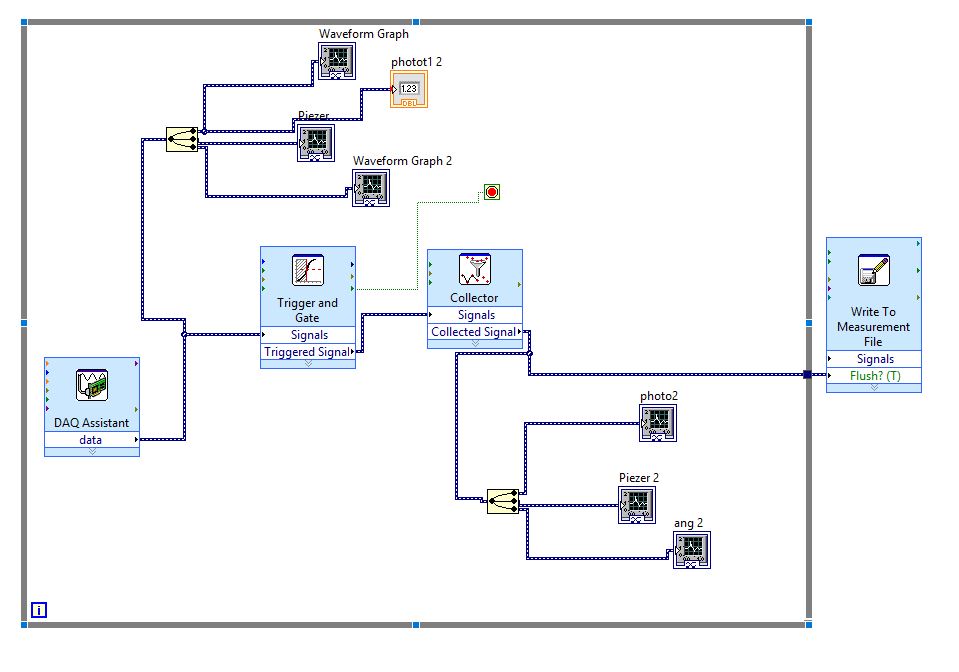 Waveform Graph
photot1 2
1.23
DBL
Piezer
Waveform Graph 2
Trigger and
Gate
Signals
Triggered Signal
Collector
Signals
Collected Signal
Write To
Measurement
File
Signals
Flush? (T)
DAQ Assistant
data
photo2
Piezer 2
ang 2
i